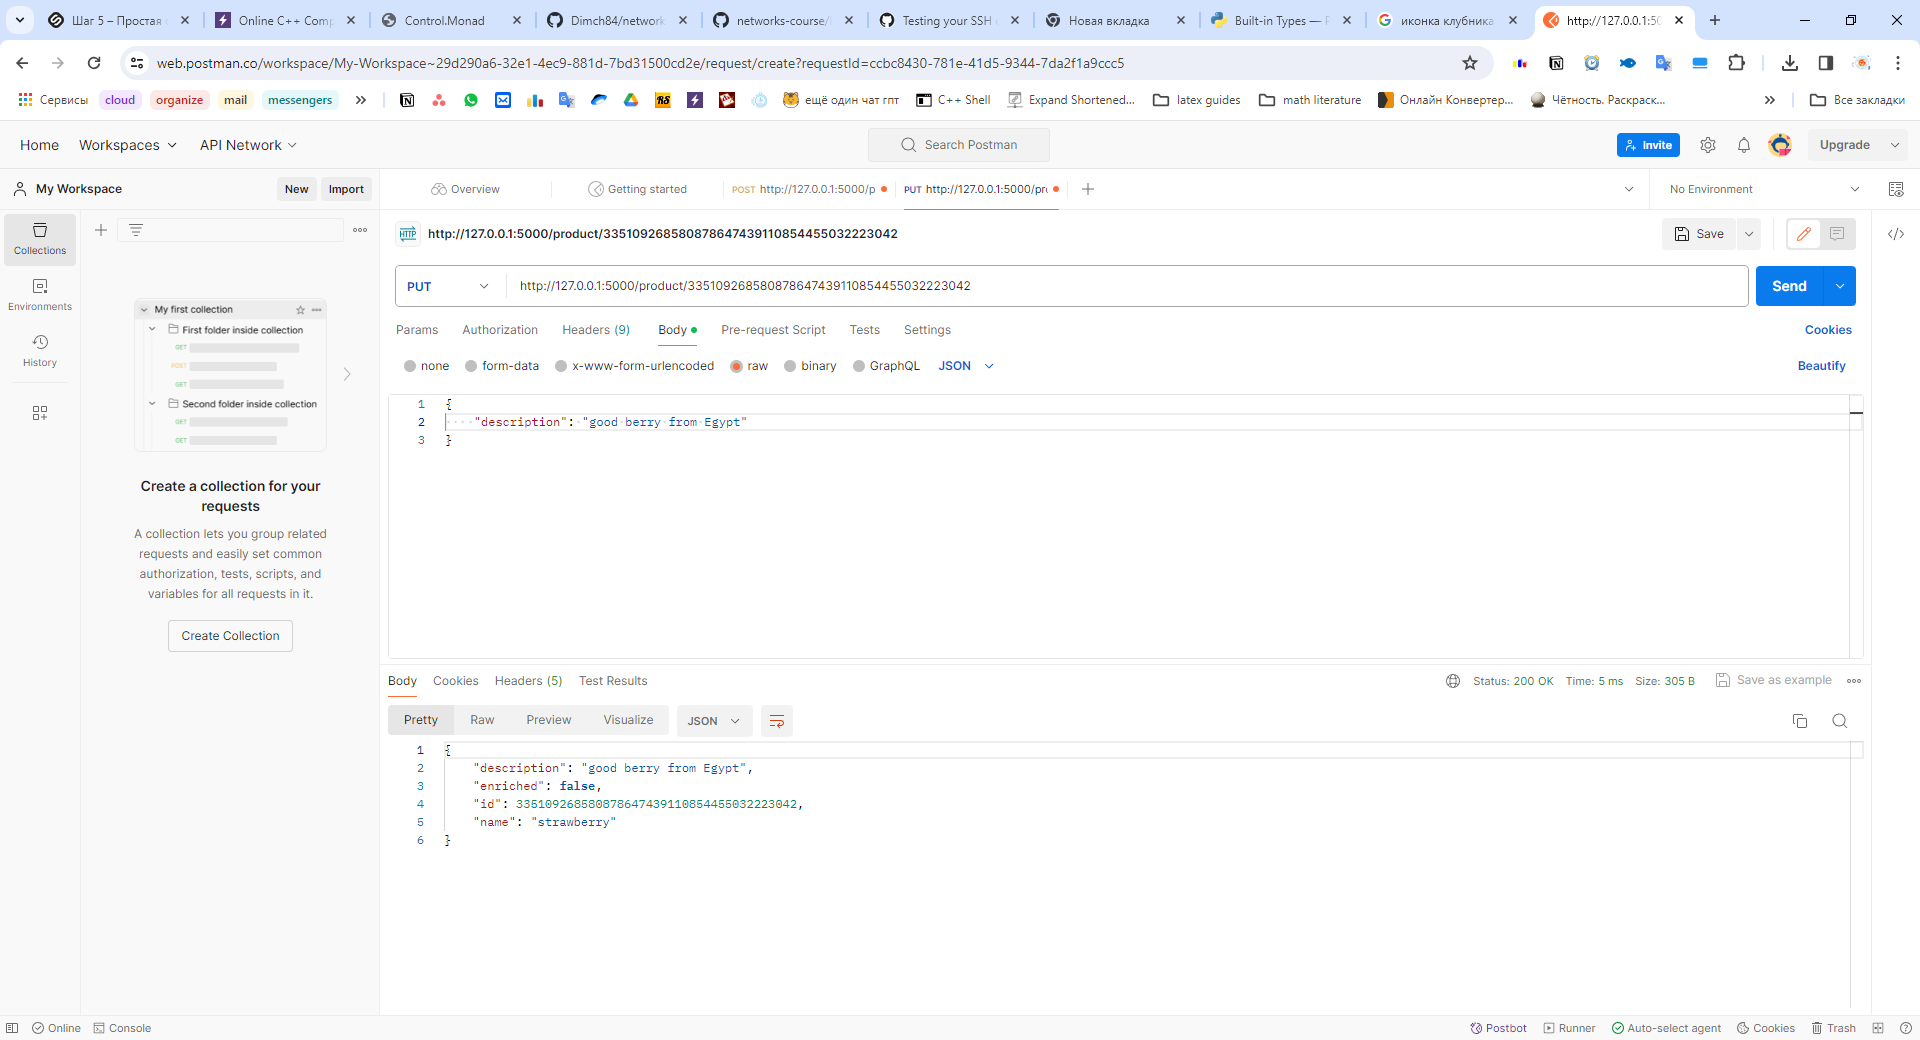 Шаг 5 – Простая
Online C++ Comp
Control.Monad
Dimch84/network
networks-course/
Testing your SSH
Новая вкладка
Built-in Types —
иконка клубника
http://127.0.0.1:50
web.postman.co/workspace/My-Workspace~29d290a6-32e1-4ec9-881d-7bd31500cd2e/request/create?requestId=ccbc8430-781e-41d5-9344-7da2f1a9ccc5
Сервисы cloud organize mail messengers ещё один чат гпт C++ Shell Expand Shortened... latex guides math literature Онлайн Конвертер... Чётность. Раскраск... Все закладки
Home Workspaces API Network Search Postman Invite Upgrade
My Workspace New Import
Overview Getting started POST http://127.0.0.1:5000/p PUT http://127.0.0.1:5000/pr No Environment
Collections
Environments
History
My first collection
First folder inside collection
GET
POST
GET
Second folder inside collection
GET
GET
Create a collection for your
requests
A collection lets you group related
requests and easily set common
authorization, tests, scripts, and
variables for all requests in it.
Create Collection
HTTP http://127.0.0.1:5000/product/335109268580878647439110854455032223042 Save
PUT http://127.0.0.1:5000/product/335109268580878647439110854455032223042 Send
Params Authorization Headers (9) Body Pre-request Script Tests Settings Cookies
none form-data x-www-form-urlencoded raw binary GraphQL JSON Beautify
1 {
2 "description": "good berry from Egypt"
3 }
Body Cookies Headers (5) Test Results Status: 200 OK Time: 5 ms Size: 305 B Save as example
Pretty Raw Preview Visualize JSON
1 {
2 "description": "good berry from Egypt",
3 "enriched": false,
4 "id": 335109268580878647439110854455032223042,
5 "name": "strawberry"
6 }
Online Console Postbot Runner Auto-select agent Cookies Trash